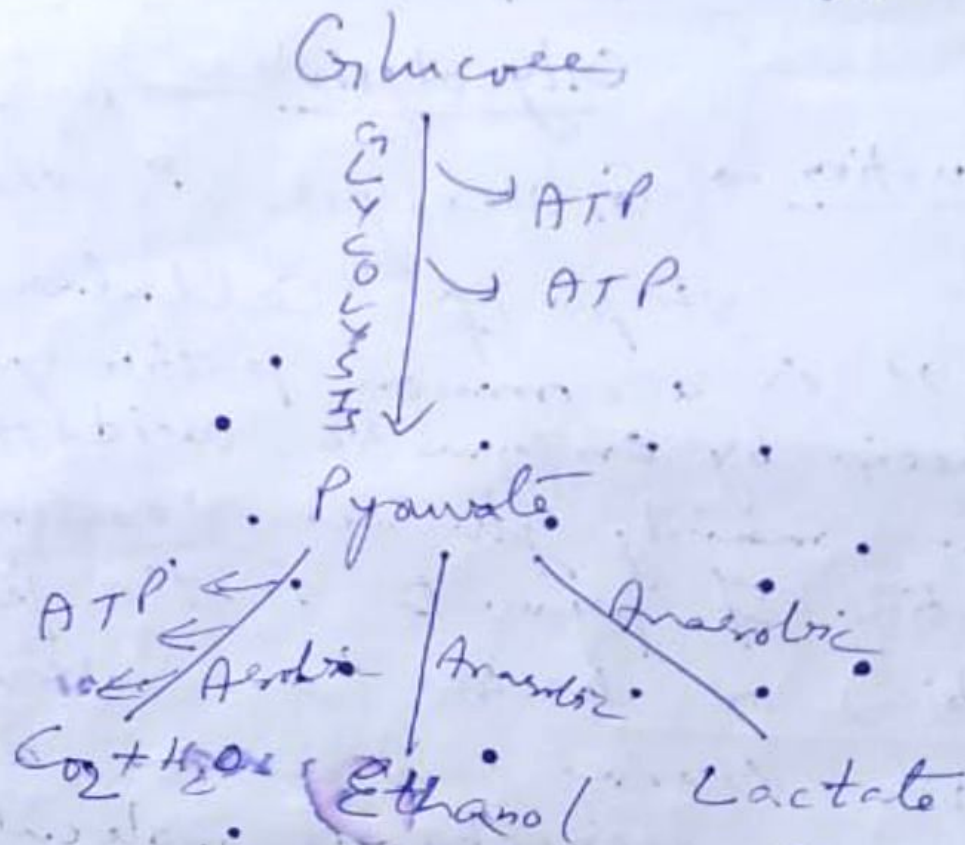 Glucose
GLYCOLYSIS
ATP
ATP.
Pyruvate
ATP
Aerobic
Anaerobic
Anaerobic
CO2 + H2O
Ethanol
Lactate